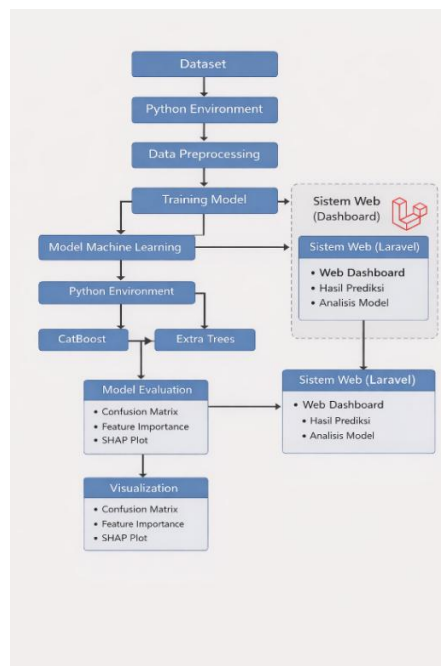 Dataset
Python Environment
Data Preprocessing
Training Model
Sistem Web
(Dashboard)
Model Machine Learning
Sistem Web (Laravel)
• Web Dashboard
• Hasil Prediksi
• Analisis Model
Python Environment
CatBoost
Extra Trees
Model Evaluation
• Confusion Matrix
• Feature Importance
• SHAP Plot
Sistem Web (Laravel)
• Web Dashboard
• Hasil Prediksi
• Analisis Model
Visualization
• Confusion Matrix
• Feature Importance
• SHAP Plot